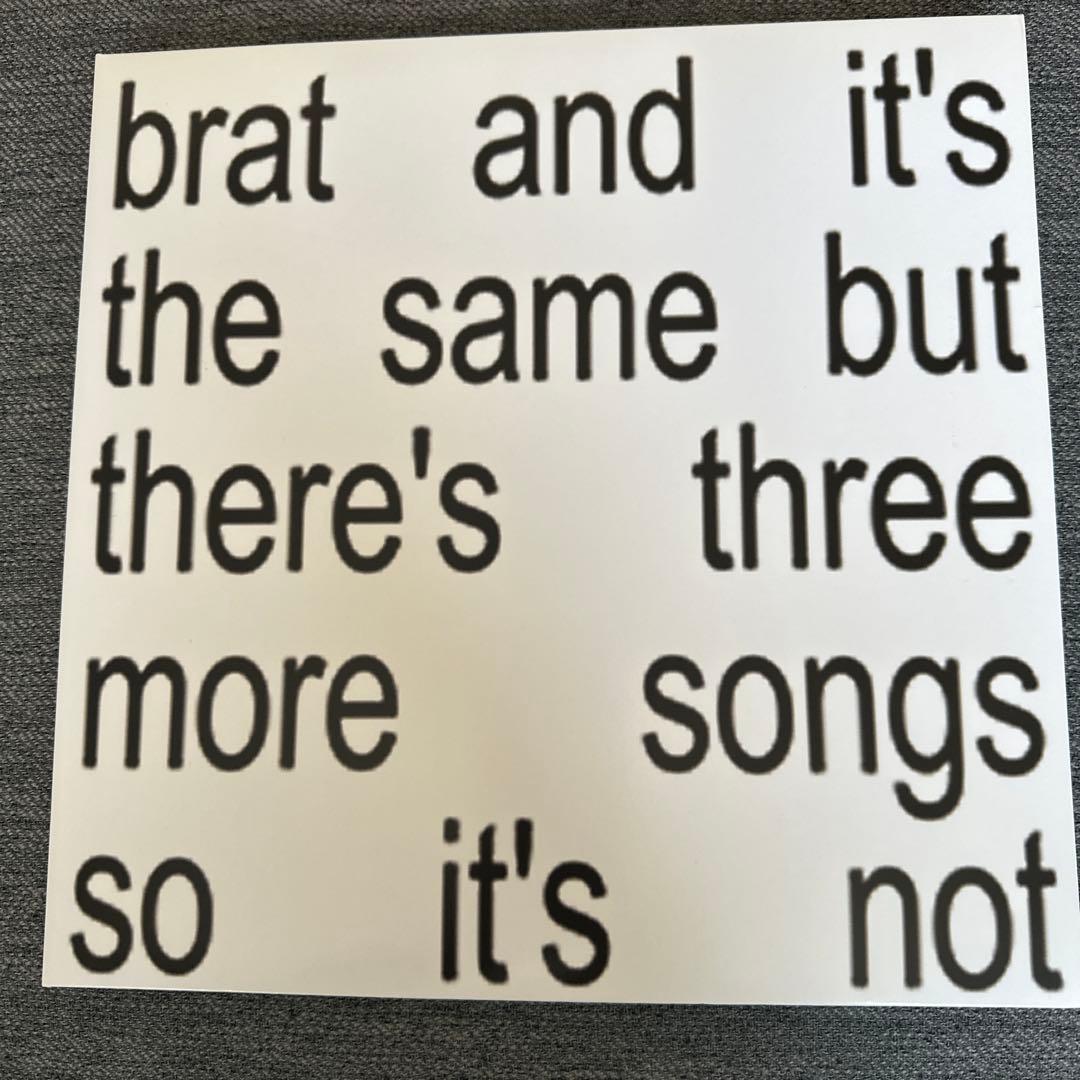 brat and it's
the same but
there's three
more songs
so it's not